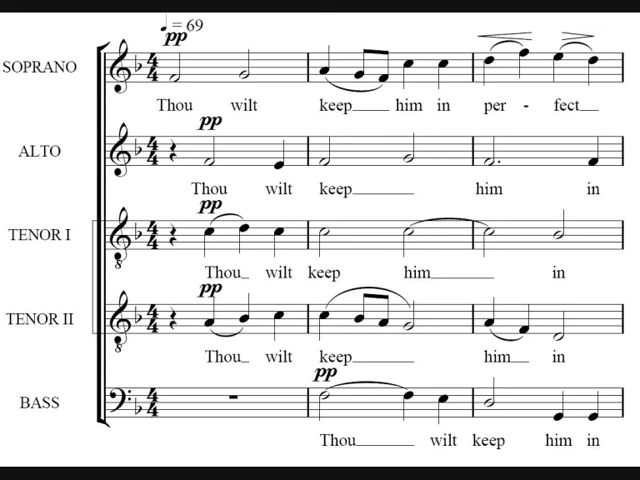 ♩ = 69
pp
SOPRANO
Thou wilt keep him in per - fect
pp
ALTO
Thou wilt keep him in
pp
TENOR I
Thou wilt keep him in
pp
TENOR II
Thou wilt keep him in
pp
BASS
Thou wilt keep him in